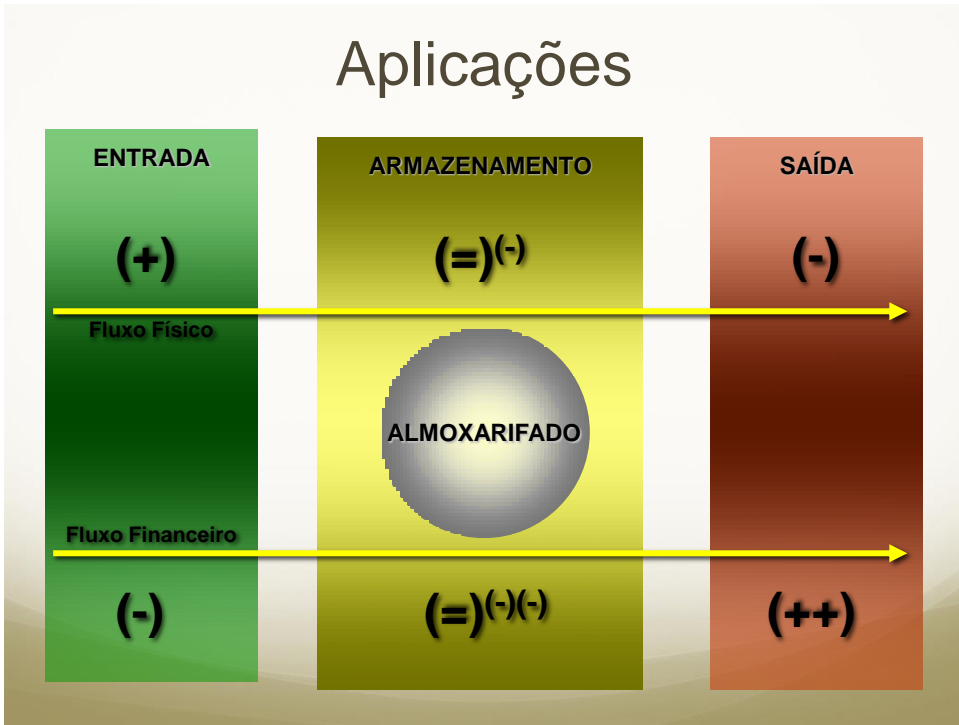 Aplicações
ENTRADA
ARMAZENAMENTO
SAÍDA
(+)
(=)(-)
(-)
Fluxo Físico
ALMOXARIFADO
Fluxo Financeiro
(-)
(=)(-)(-)
(++)